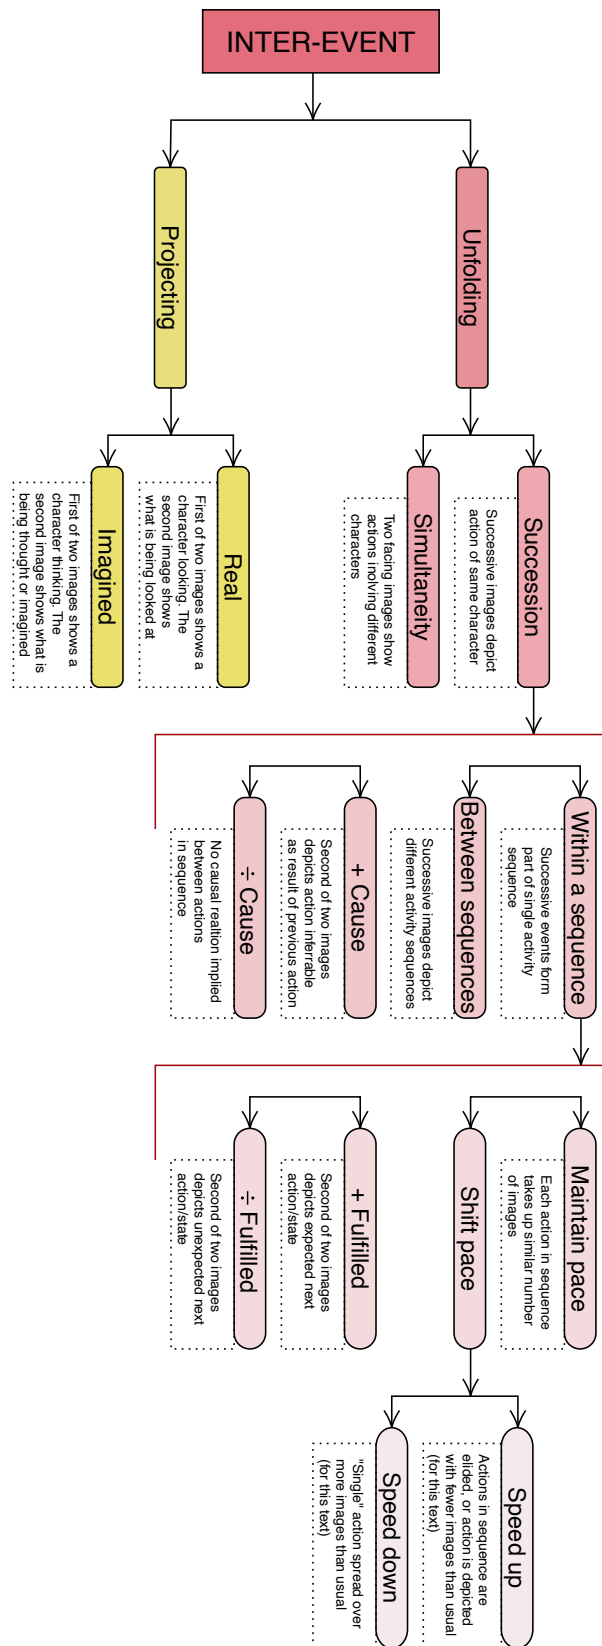 INTER-EVENT
Unfolding
Projecting
Succession
Successive images depict
action of same character
Simultaneity
Two facing images show
actions inolving different
characters
Real
First of two images shows a
character looking. The
second image shows
what is being looked at
Imagined
First of two images shows a
character thinking. The
second image shows what is
being thought or imagined
Within a sequence
Successive events form
part of single activity
sequence
Between sequences
Successive images depict
different activity sequences
+ Cause
Second of two images
depicts action inferrable
as result of previous action
÷ Cause
No causal realtion implied
between actions
in sequence
Maintain pace
Each action in sequence
takes up similar number
of images
Shift pace
+ Fulfilled
Second of two images
depicts expected next
action/state
÷ Fulfilled
Second of two images
depicts unexpected next
action/state
Speed up
Actions in sequence are
elided, or action is depicted
with fewer images than usual
(for this text)
Speed down
"Single" action spread over
more images than usual
(for this text)